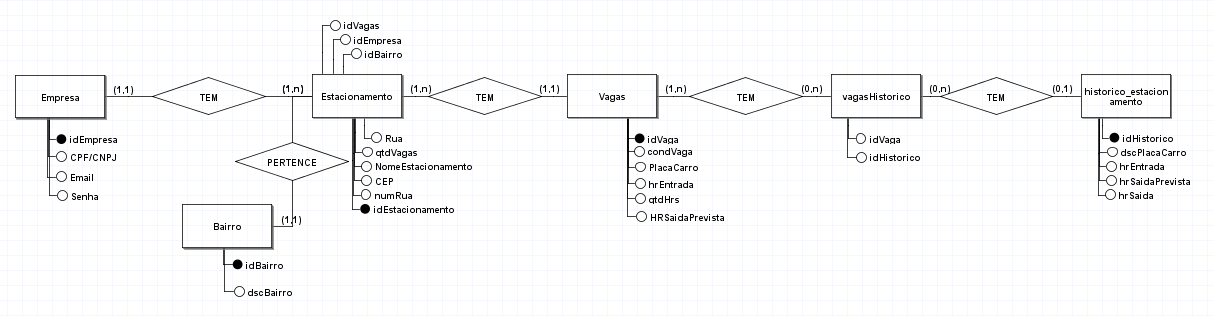 idVagas
idEmpresa
idBairro
Empresa
(1,1)
TEM
(1,n)
Estacionamento
(1,n)
TEM
(1,1)
Vagas
(1,n)
TEM
(0,n)
vagasHistorico
(0,n)
TEM
(0,1)
historico_estacion
amento
idEmpresa
CPF/CNPJ
Email
Senha
PERTENCE
Rua
qtdVagas
NomeEstacionamento
CEP
numRua
idEstacionamento
idVaga
condVaga
PlacaCarro
hrEntrada
qtdHrs
HRSaidaPrevista
idVaga
idHistorico
idHistorico
dscPlacaCarro
hrEntrada
hrSaidaPrevista
hrSaida
(1,1)
Bairro
idBairro
dscBairro